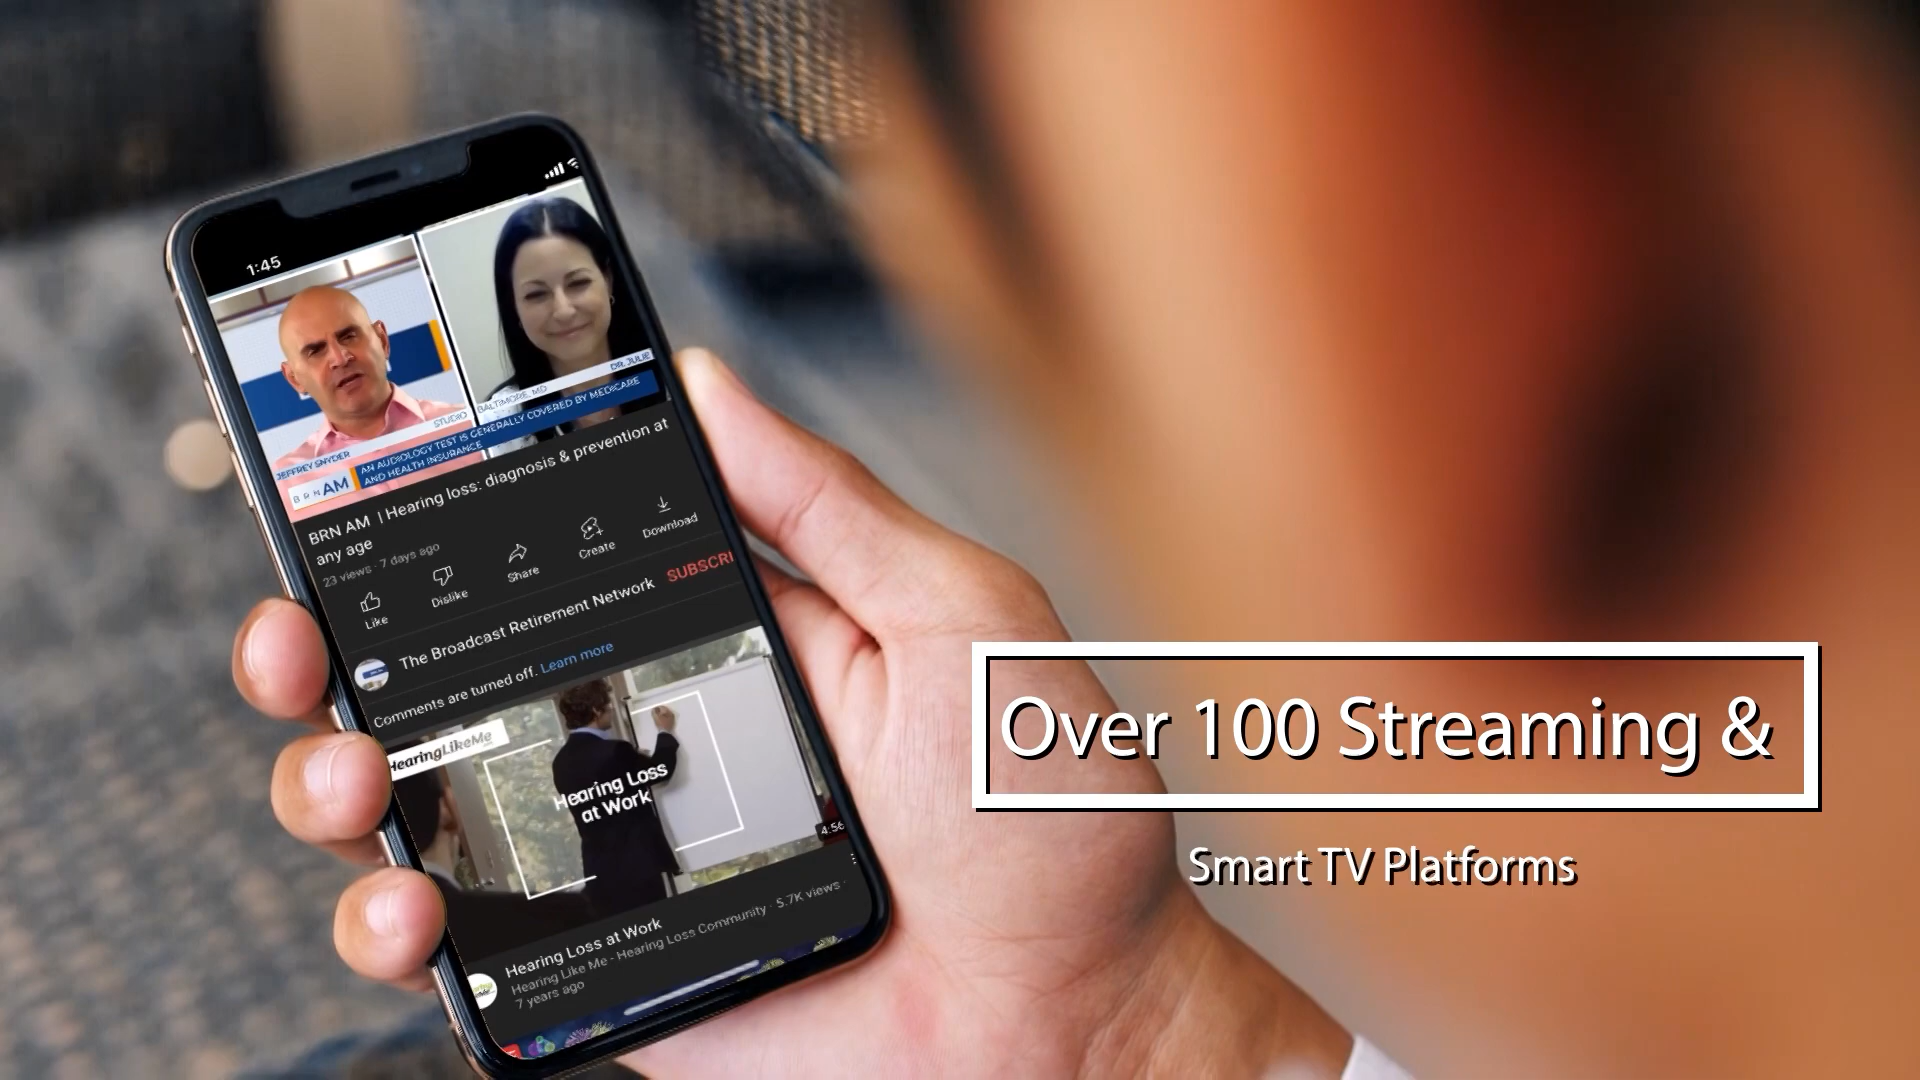 1:45
STUDIO
JEFFREY SNYDER
DR. JULIE
BALTIMORE, MD
BRN AM
AN AUDIOLOGY TEST IS GENERALLY COVERED BY MEDICARE
AND HEALTH INSURANCE
BRN AM | Hearing loss: diagnosis & prevention at
any age
23 views · 7 days ago
Like
Dislike
Share
Create
Download
The Broadcast Retirement Network
SUBSCRI
Comments are turned off. Learn more
HearingLikeMe
Hearing Loss
at Work
4:56
Hearing Loss at Work
Hearing Like Me - Hearing Loss Community · 5.7K views ·
7 years ago
Over 100 Streaming &
Smart TV Platforms